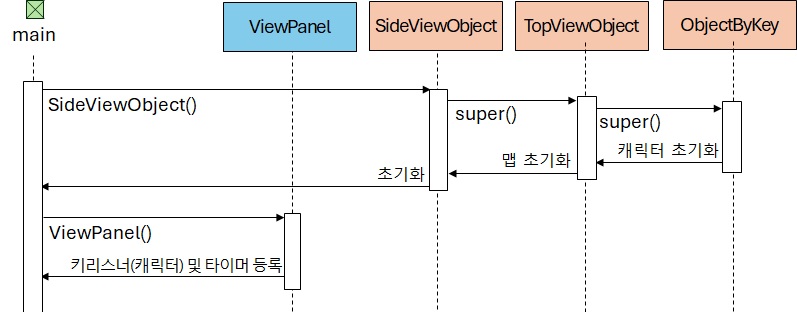 main
ViewPanel
SideViewObject
TopViewObject
ObjectByKey
SideViewObject()
super()
super()
캐릭터 초기화
맵 초기화
초기화
ViewPanel()
키리스너(캐릭터) 및 타이머 등록